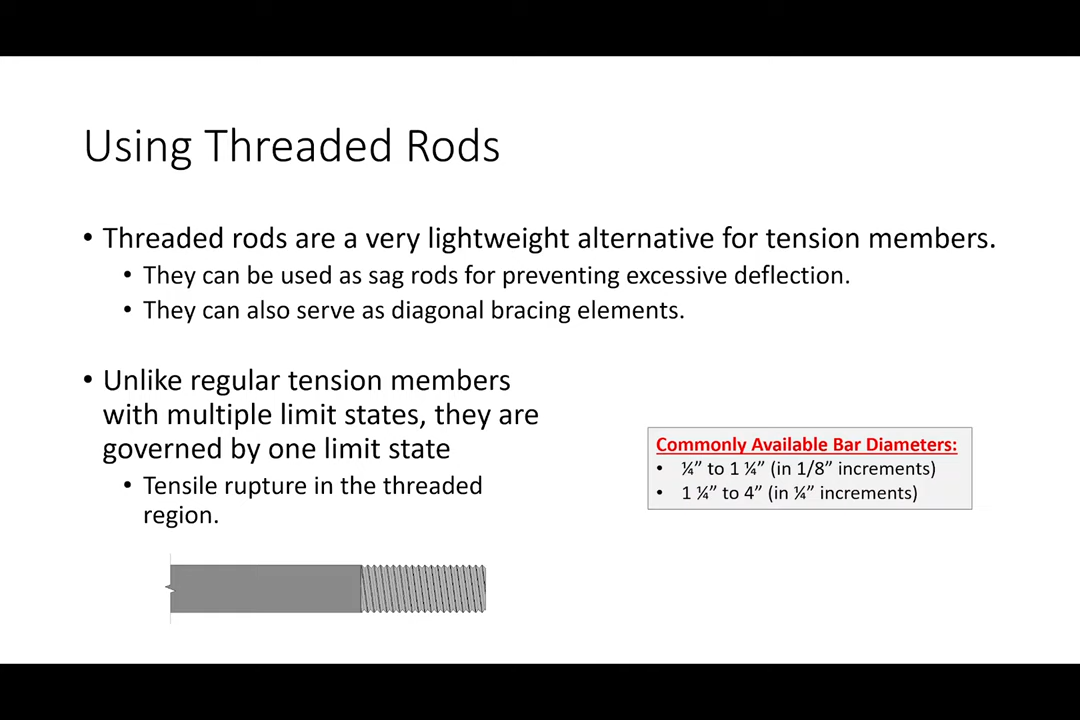 Using Threaded Rods
• Threaded rods are a very lightweight alternative for tension members.
• They can be used as sag rods for preventing excessive deflection.
• They can also serve as diagonal bracing elements.
• Unlike regular tension members
with multiple limit states, they are
governed by one limit state
• Tensile rupture in the threaded
region.
Commonly Available Bar Diameters:
• ¼” to 1 ¼” (in 1/8” increments)
• 1 ¼” to 4” (in ¼” increments)